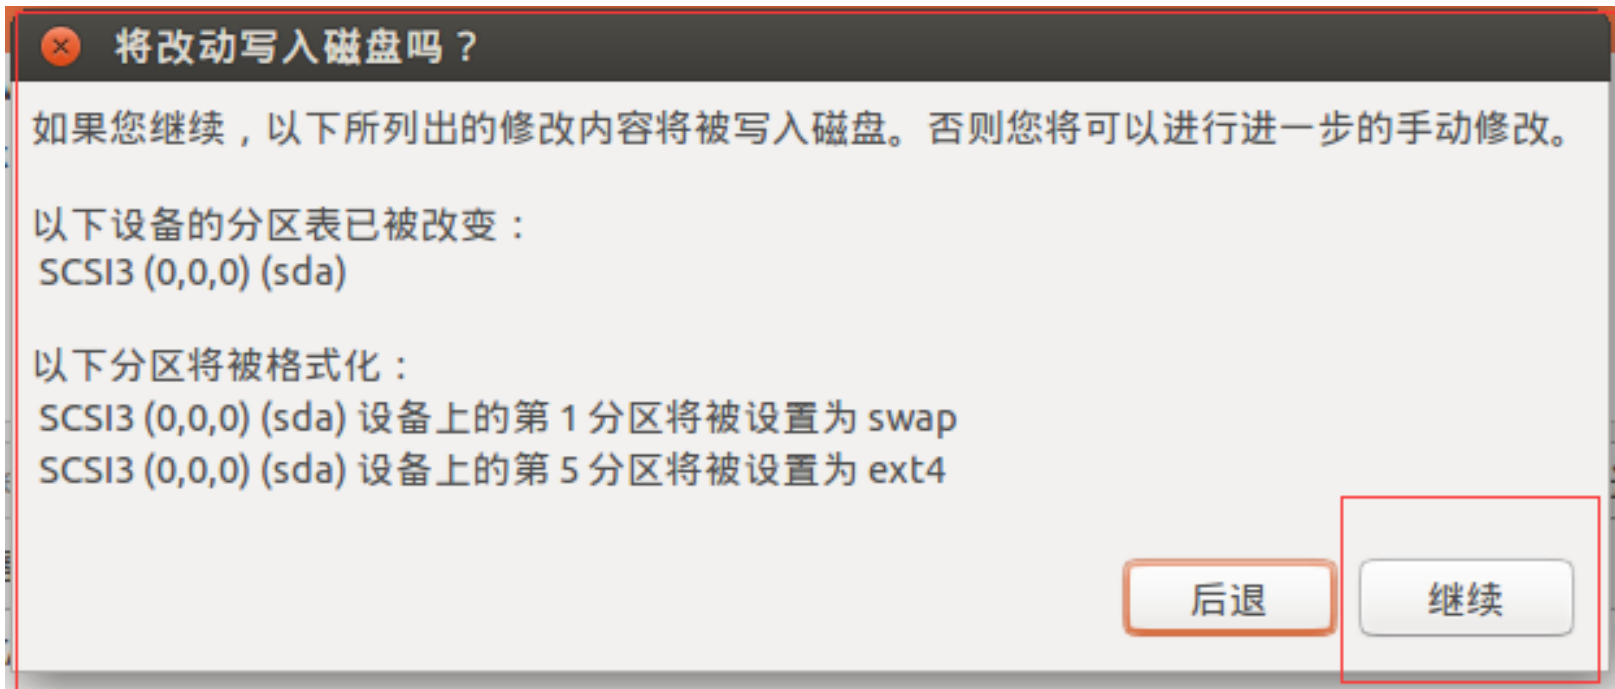 将改动写入磁盘吗？
如果您继续，以下所列出的修改内容将被写入磁盘。否则您将可以进行进一步的手动修改。
以下设备的分区表已被改变：
SCSI3 (0,0,0) (sda)
以下分区将被格式化：
SCSI3 (0,0,0) (sda) 设备上的第 1 分区将被设置为 swap
SCSI3 (0,0,0) (sda) 设备上的第 5 分区将被设置为 ext4
后退 继续